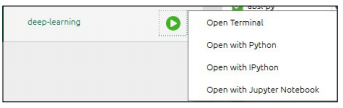 deep-learning
Open Terminal
Open with Python
Open with IPython
Open with Jupyter Notebook